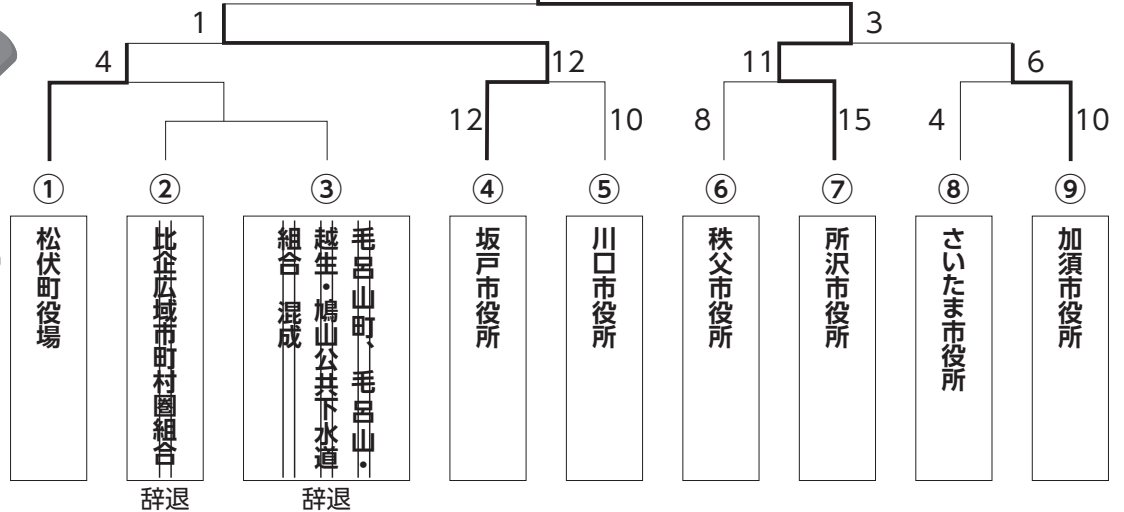 1
3
4
12
11
6
12
10
8
15
4
10
①
②
③
④
⑤
⑥
⑦
⑧
⑨
松伏町役場
比企広域市町村圏組合
毛呂山町、毛呂山・
越生・鳩山公共下水道
組合 混成
坂戸市役所
川口市役所
秩父市役所
所沢市役所
さいたま市役所
加須市役所
辞退
辞退